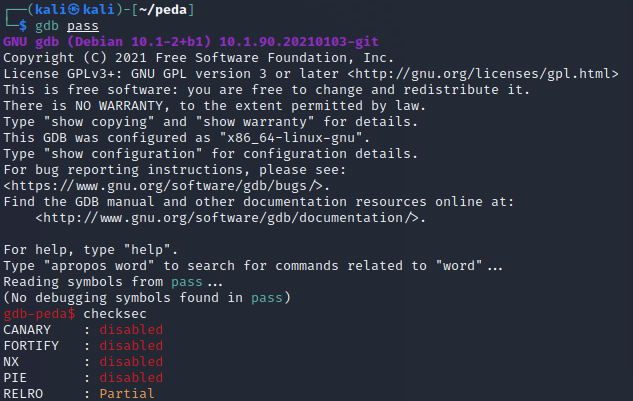 ┌──(kali㉿kali)-[~/peda]
└─$ gdb pass
GNU gdb (Debian 10.1-2+b1) 10.1.90.20210103-git
Copyright (C) 2021 Free Software Foundation, Inc.
License GPLv3+: GNU GPL version 3 or later <http://gnu.org/licenses/gpl.html>
This is free software: you are free to change and redistribute it.
There is NO WARRANTY, to the extent permitted by law.
Type "show copying" and "show warranty" for details.
This GDB was configured as "x86_64-linux-gnu".
Type "show configuration" for configuration details.
For bug reporting instructions, please see:
<https://www.gnu.org/software/gdb/bugs/>.
Find the GDB manual and other documentation resources online at:
    <http://www.gnu.org/software/gdb/documentation/>.
For help, type "help".
Type "apropos word" to search for commands related to "word"...
Reading symbols from pass...
(No debugging symbols found in pass)
gdb-peda$ checksec
CANARY    : disabled
FORTIFY   : disabled
NX        : disabled
PIE       : disabled
RELRO     : Partial